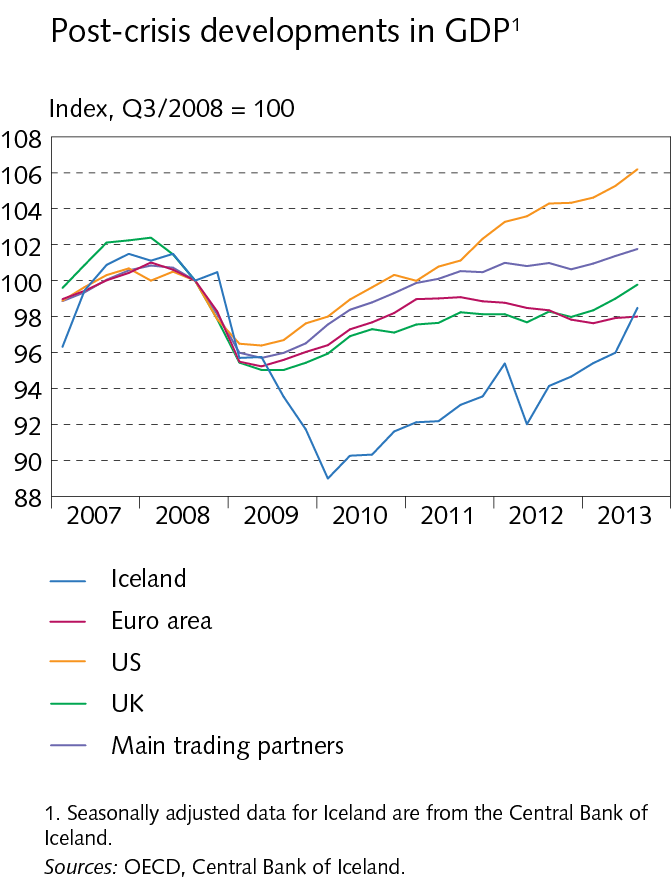 Post-crisis developments in GDP¹
Index, Q3/2008 = 100
108
106
104
102
100
98
96
94
92
90
88
2007 2008 2009 2010 2011 2012 2013
Iceland
Euro area
US
UK
Main trading partners
1. Seasonally adjusted data for Iceland are from the Central Bank of
Iceland.
Sources: OECD, Central Bank of Iceland.